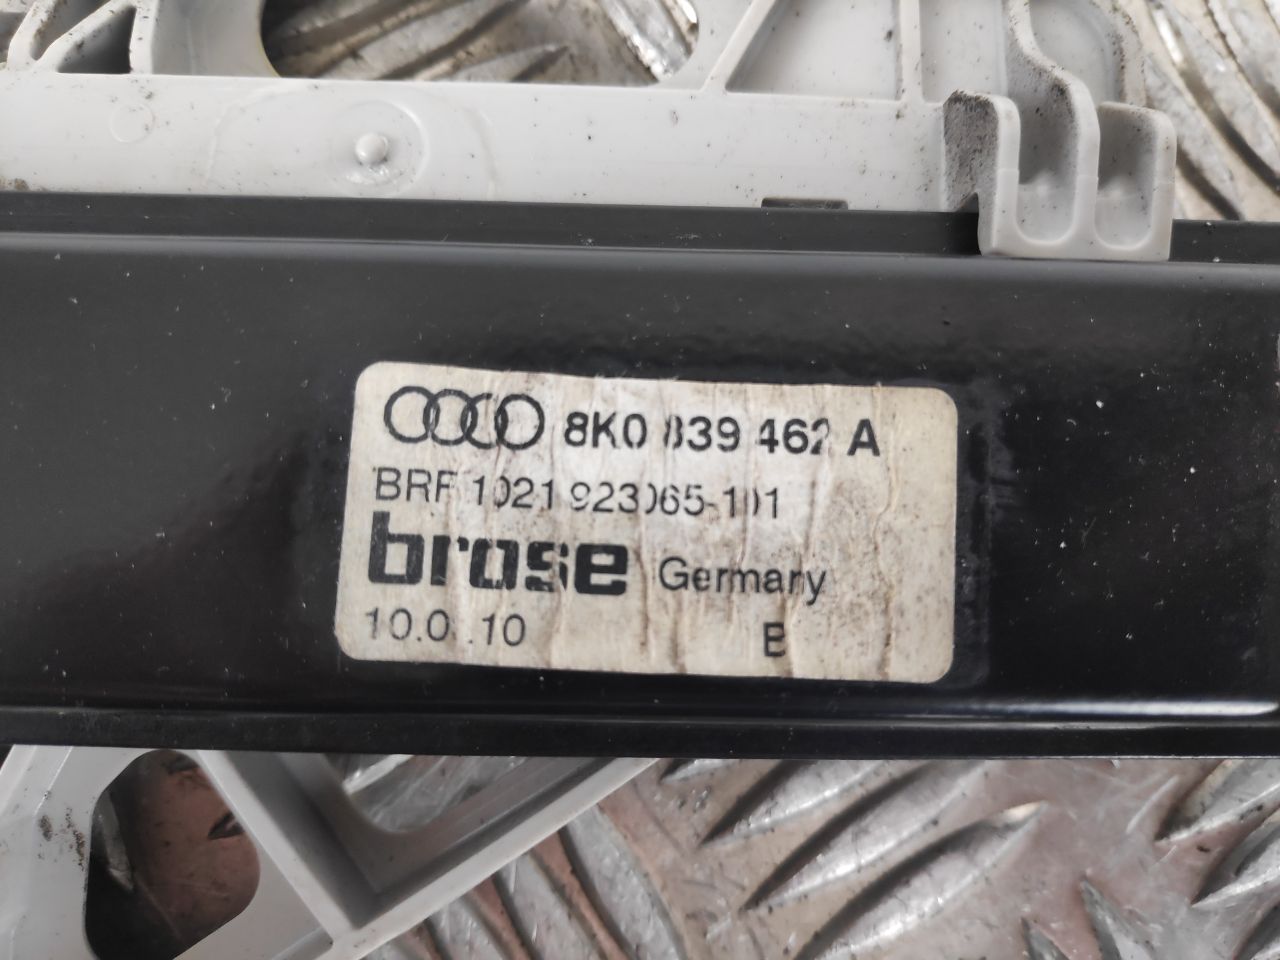 8K0 839 462 A
BRF 1021 923065-101
brose Germany
10.0 .10 B